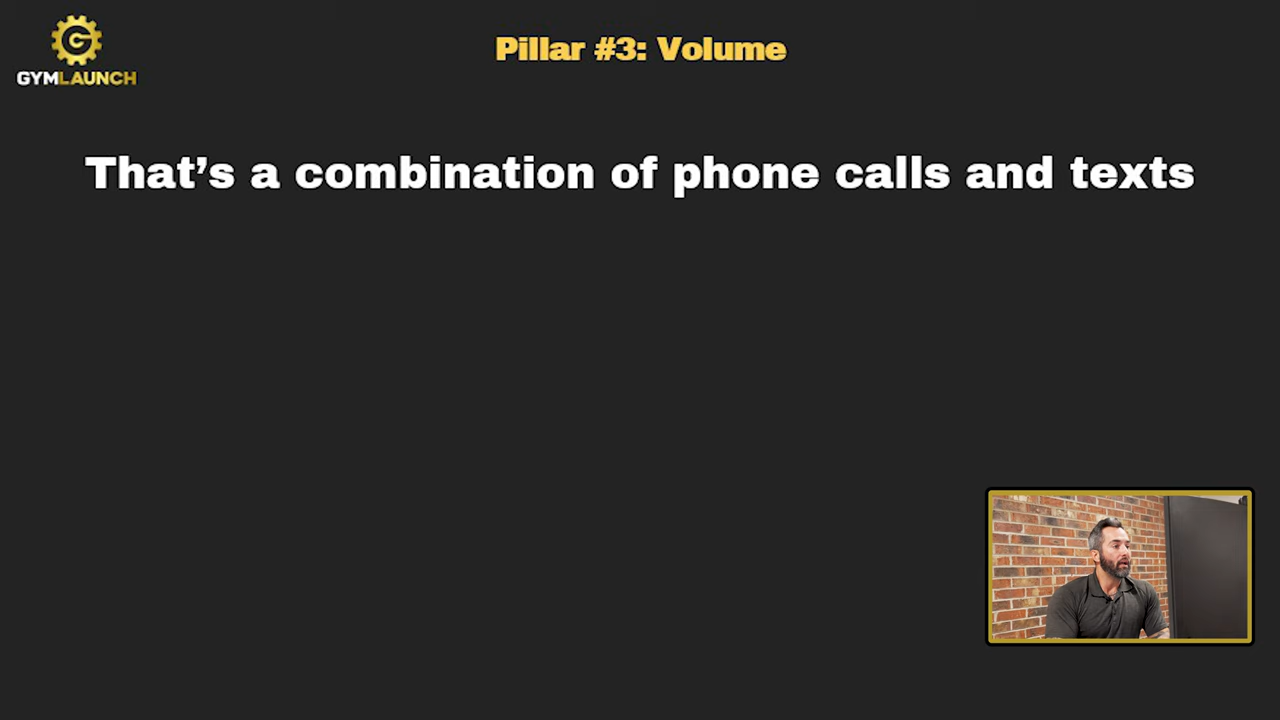 GYMLAUNCH
Pillar #3: Volume
That’s a combination of phone calls and texts